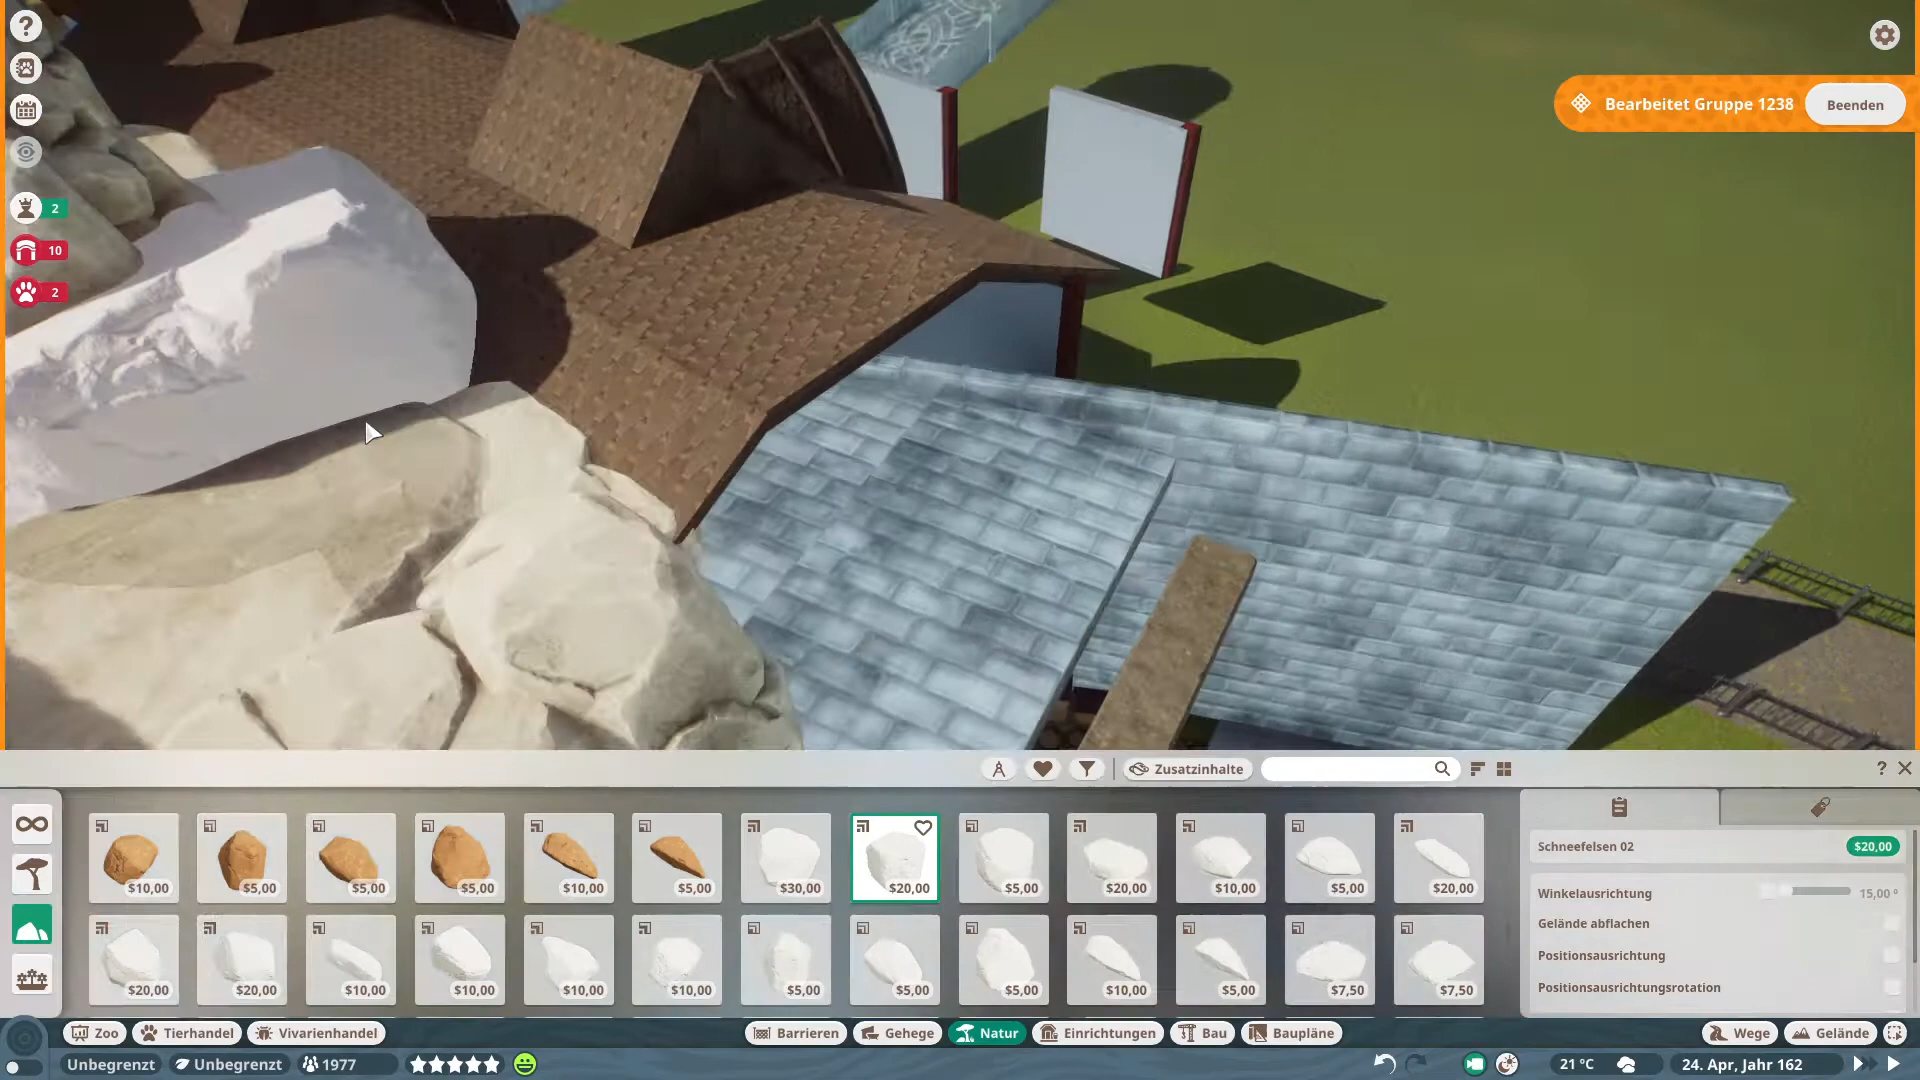 ?
Bearbeitet Gruppe 1238
Beenden
2
10
2
Zusatzinhalte
?
$10,00
$5,00
$5,00
$5,00
$10,00
$5,00
$30,00
$20,00
$5,00
$20,00
$10,00
$5,00
$20,00
$20,00
$20,00
$10,00
$10,00
$10,00
$10,00
$5,00
$5,00
$5,00
$10,00
$5,00
$7,50
$7,50
Schneefelsen 02
$20,00
Winkelausrichtung
15,00 °
Gelände abflachen
Positionsausrichtung
Positionsausrichtungsrotation
Zoo
Tierhandel
Vivarienhandel
Barrieren
Gehege
Natur
Einrichtungen
Bau
Baupläne
Wege
Gelände
Unbegrenzt
Unbegrenzt
1977
21 °C
24. Apr, Jahr 162